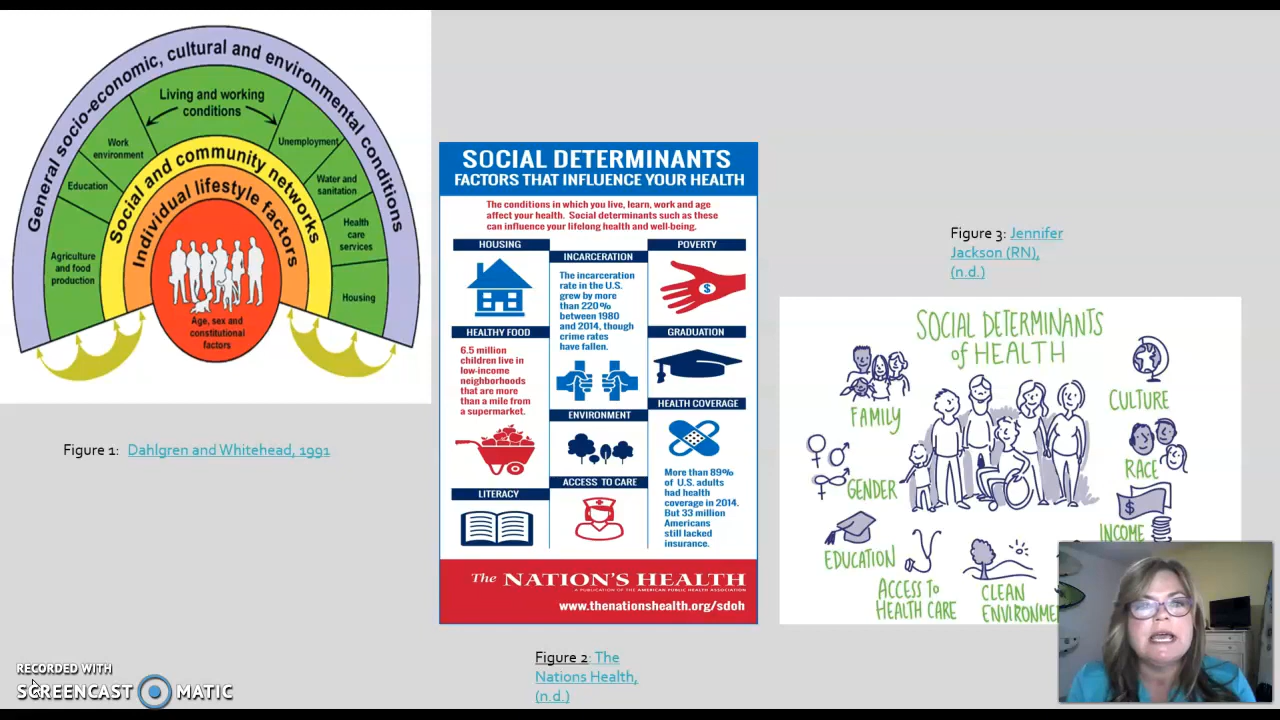 General socio-economic, cultural and environmental conditions
Living and working
conditions
Work
environment
Unemployment
Education
Water and
sanitation
Agriculture
and food
production
Health
care
services
Housing
Social and community networks
Individual lifestyle factors
Age, sex and
constitutional
factors
Figure 1: Dahlgren and Whitehead, 1991
SOCIAL DETERMINANTS
FACTORS THAT INFLUENCE YOUR HEALTH
The conditions in which you live, learn, work and age
affect your health. Social determinants such as these
can influence your lifelong health and well-being.
HOUSING
HEALTHY FOOD
6.5 million
children live in
low-income
neighborhoods
that are more
than a mile from
a supermarket.
LITERACY
INCARCERATION
The incarceration
rate in the U.S.
grew by more
than 220%
between 1980
and 2014, though
crime rates
have fallen.
ENVIRONMENT
ACCESS TO CARE
POVERTY
$
GRADUATION
HEALTH COVERAGE
More than 89%
of U.S. adults
had health
coverage in 2014.
But 33 million
Americans
still lacked
insurance.
The NATION'S HEALTH
A PUBLICATION OF THE AMERICAN PUBLIC HEALTH ASSOCIATION
www.thenationshealth.org/sdoh
Figure 2: The
Nations Health,
(n.d.)
Figure 3: Jennifer
Jackson (RN),
(n.d.)
SOCIAL DETERMINANTS
of HEALTH
FAMILY
GENDER
EDUCATION
ACCESS TO
HEALTH CARE
CLEAN
ENVIRONME
CULTURE
RACE
$
INCOME
RECORDED WITH
SCREENCAST MATIC